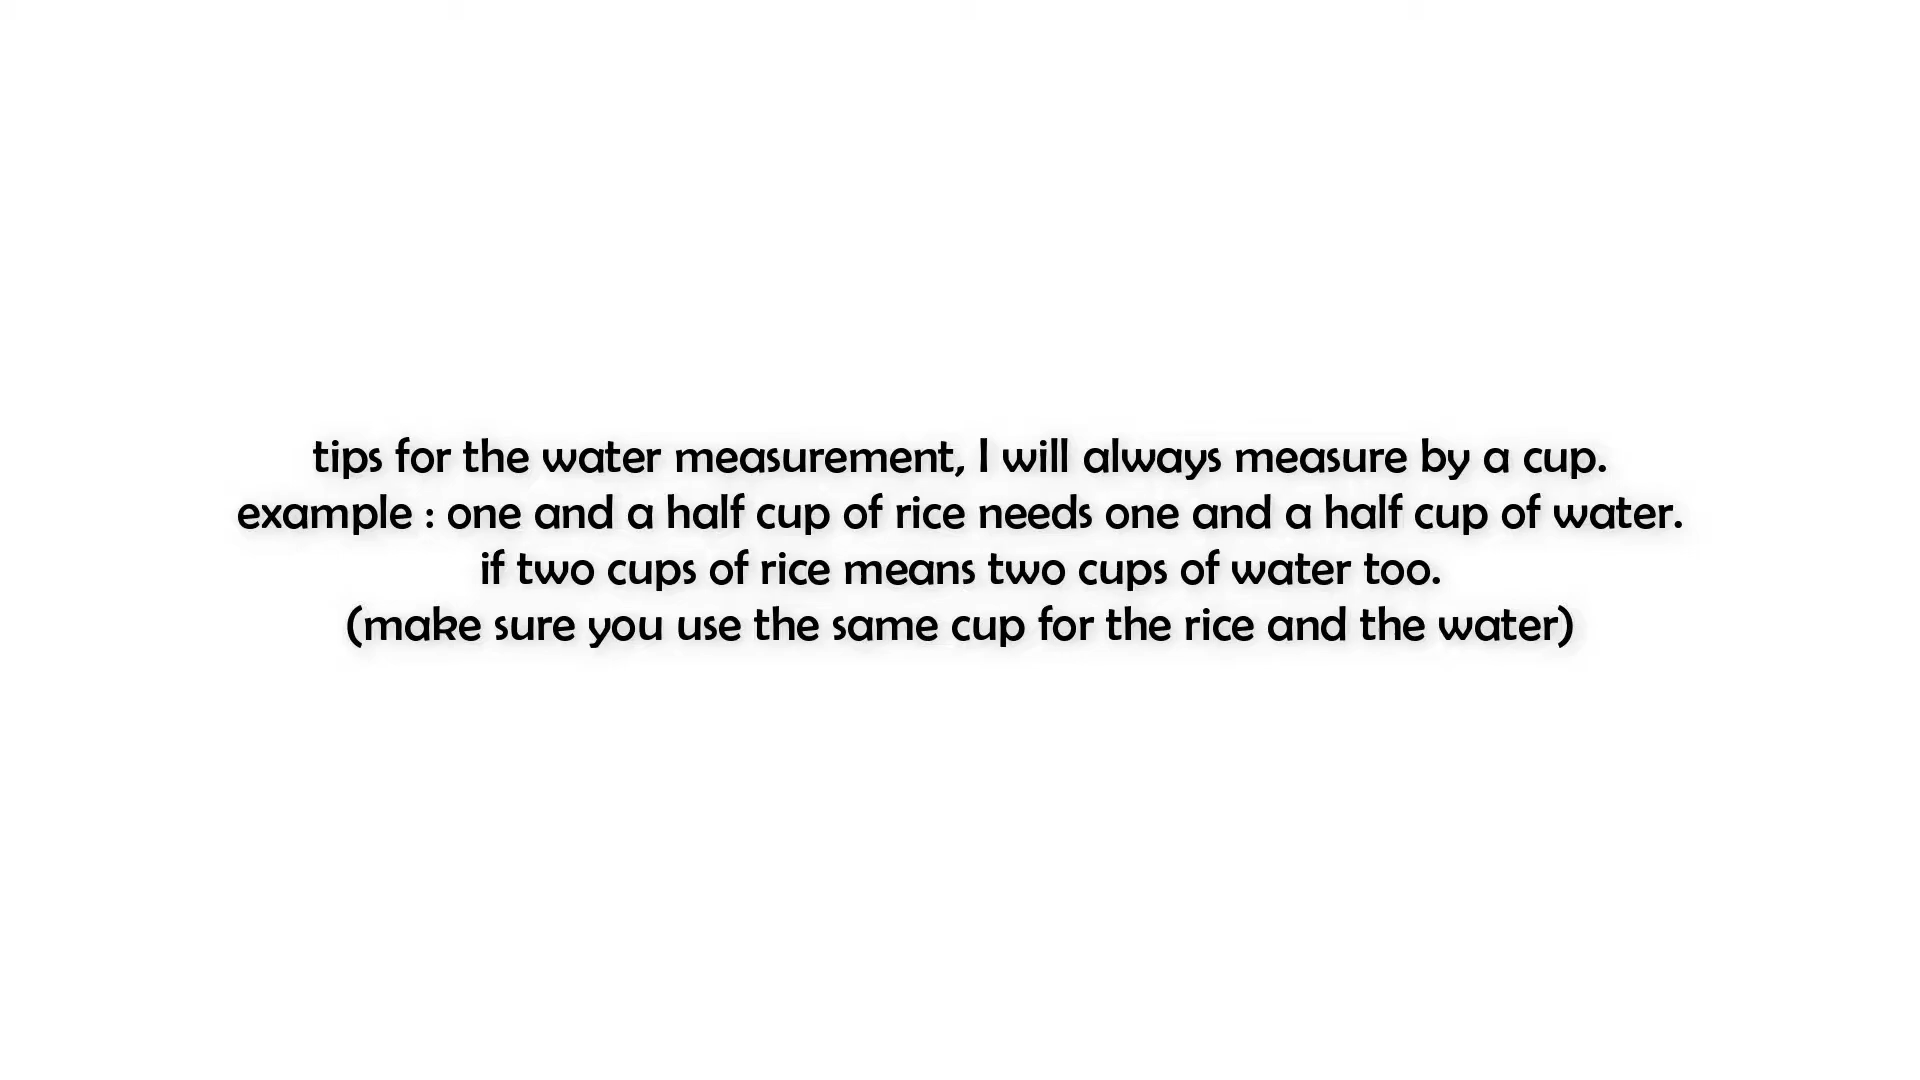 tips for the water measurement, I will always measure by a cup.
example : one and a half cup of rice needs one and a half cup of water.
if two cups of rice means two cups of water too.
(make sure you use the same cup for the rice and the water)